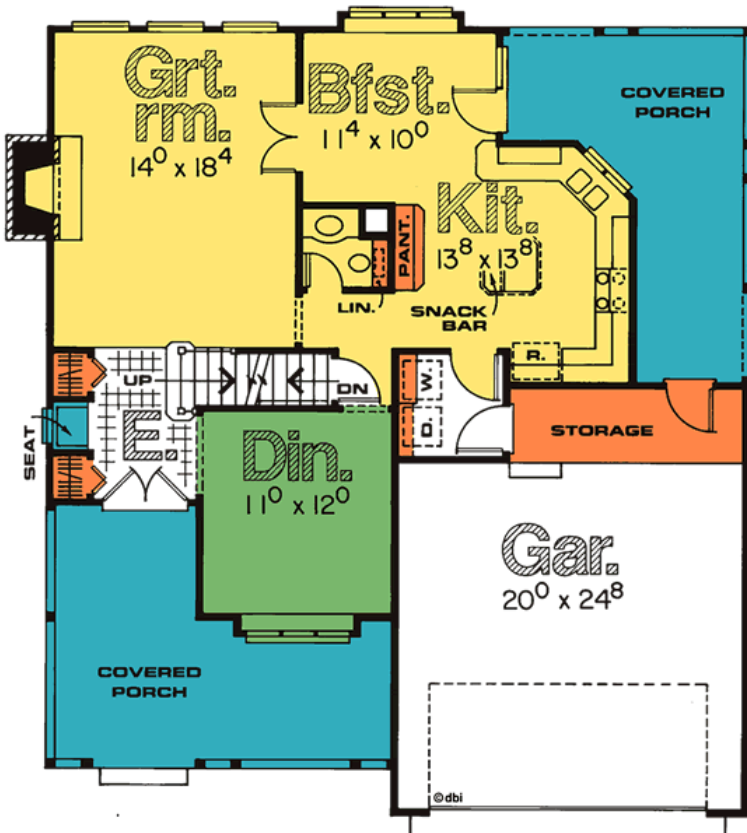 Grt.
rm.
14⁰ x 18⁴
Bfst.
11⁴ x 10⁰
COVERED
PORCH
Kit.
13⁸ x 13⁸
PANT.
LIN.
SNACK
BAR
R.
UP
DN
W.
D.
SEAT
E.
Din.
11⁰ x 12⁰
STORAGE
Gar.
20⁰ x 24⁸
COVERED
PORCH
©dbi